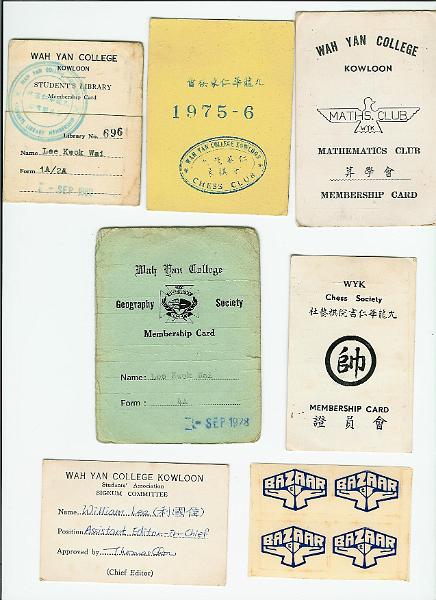 WAH YAN COLLEGE
KOWLOON
STUDENT'S LIBRARY
Membership Card
Library No. 696
Name: Lee Kwok Wai
Form 1A/2A
SEP
九龍華仁棋藝會
1975-6
WAH YAN COLLEGE KOWLOON
CHESS CLUB
WAH YAN COLLEGE
KOWLOON
MATHS. CLUB
WYK
MATHEMATICS CLUB
算學會
MEMBERSHIP CARD
Wah Yan College
Geography Society
Membership Card
Name: Lee Kwok Wai
Form: 4A
- SEP 1978
WYK
Chess Society
九龍華仁書院棋藝社
帥
MEMBERSHIP CARD
會員證
WAH YAN COLLEGE KOWLOON
Students' Association
SIGNUM COMMITTEE
Name William Lee (利國偉)
Position Assistant Editor-in-Chief
Approved by Thomas Chan
(Chief Editor)
BAZAAR
BAZAAR
BAZAAR
BAZAAR